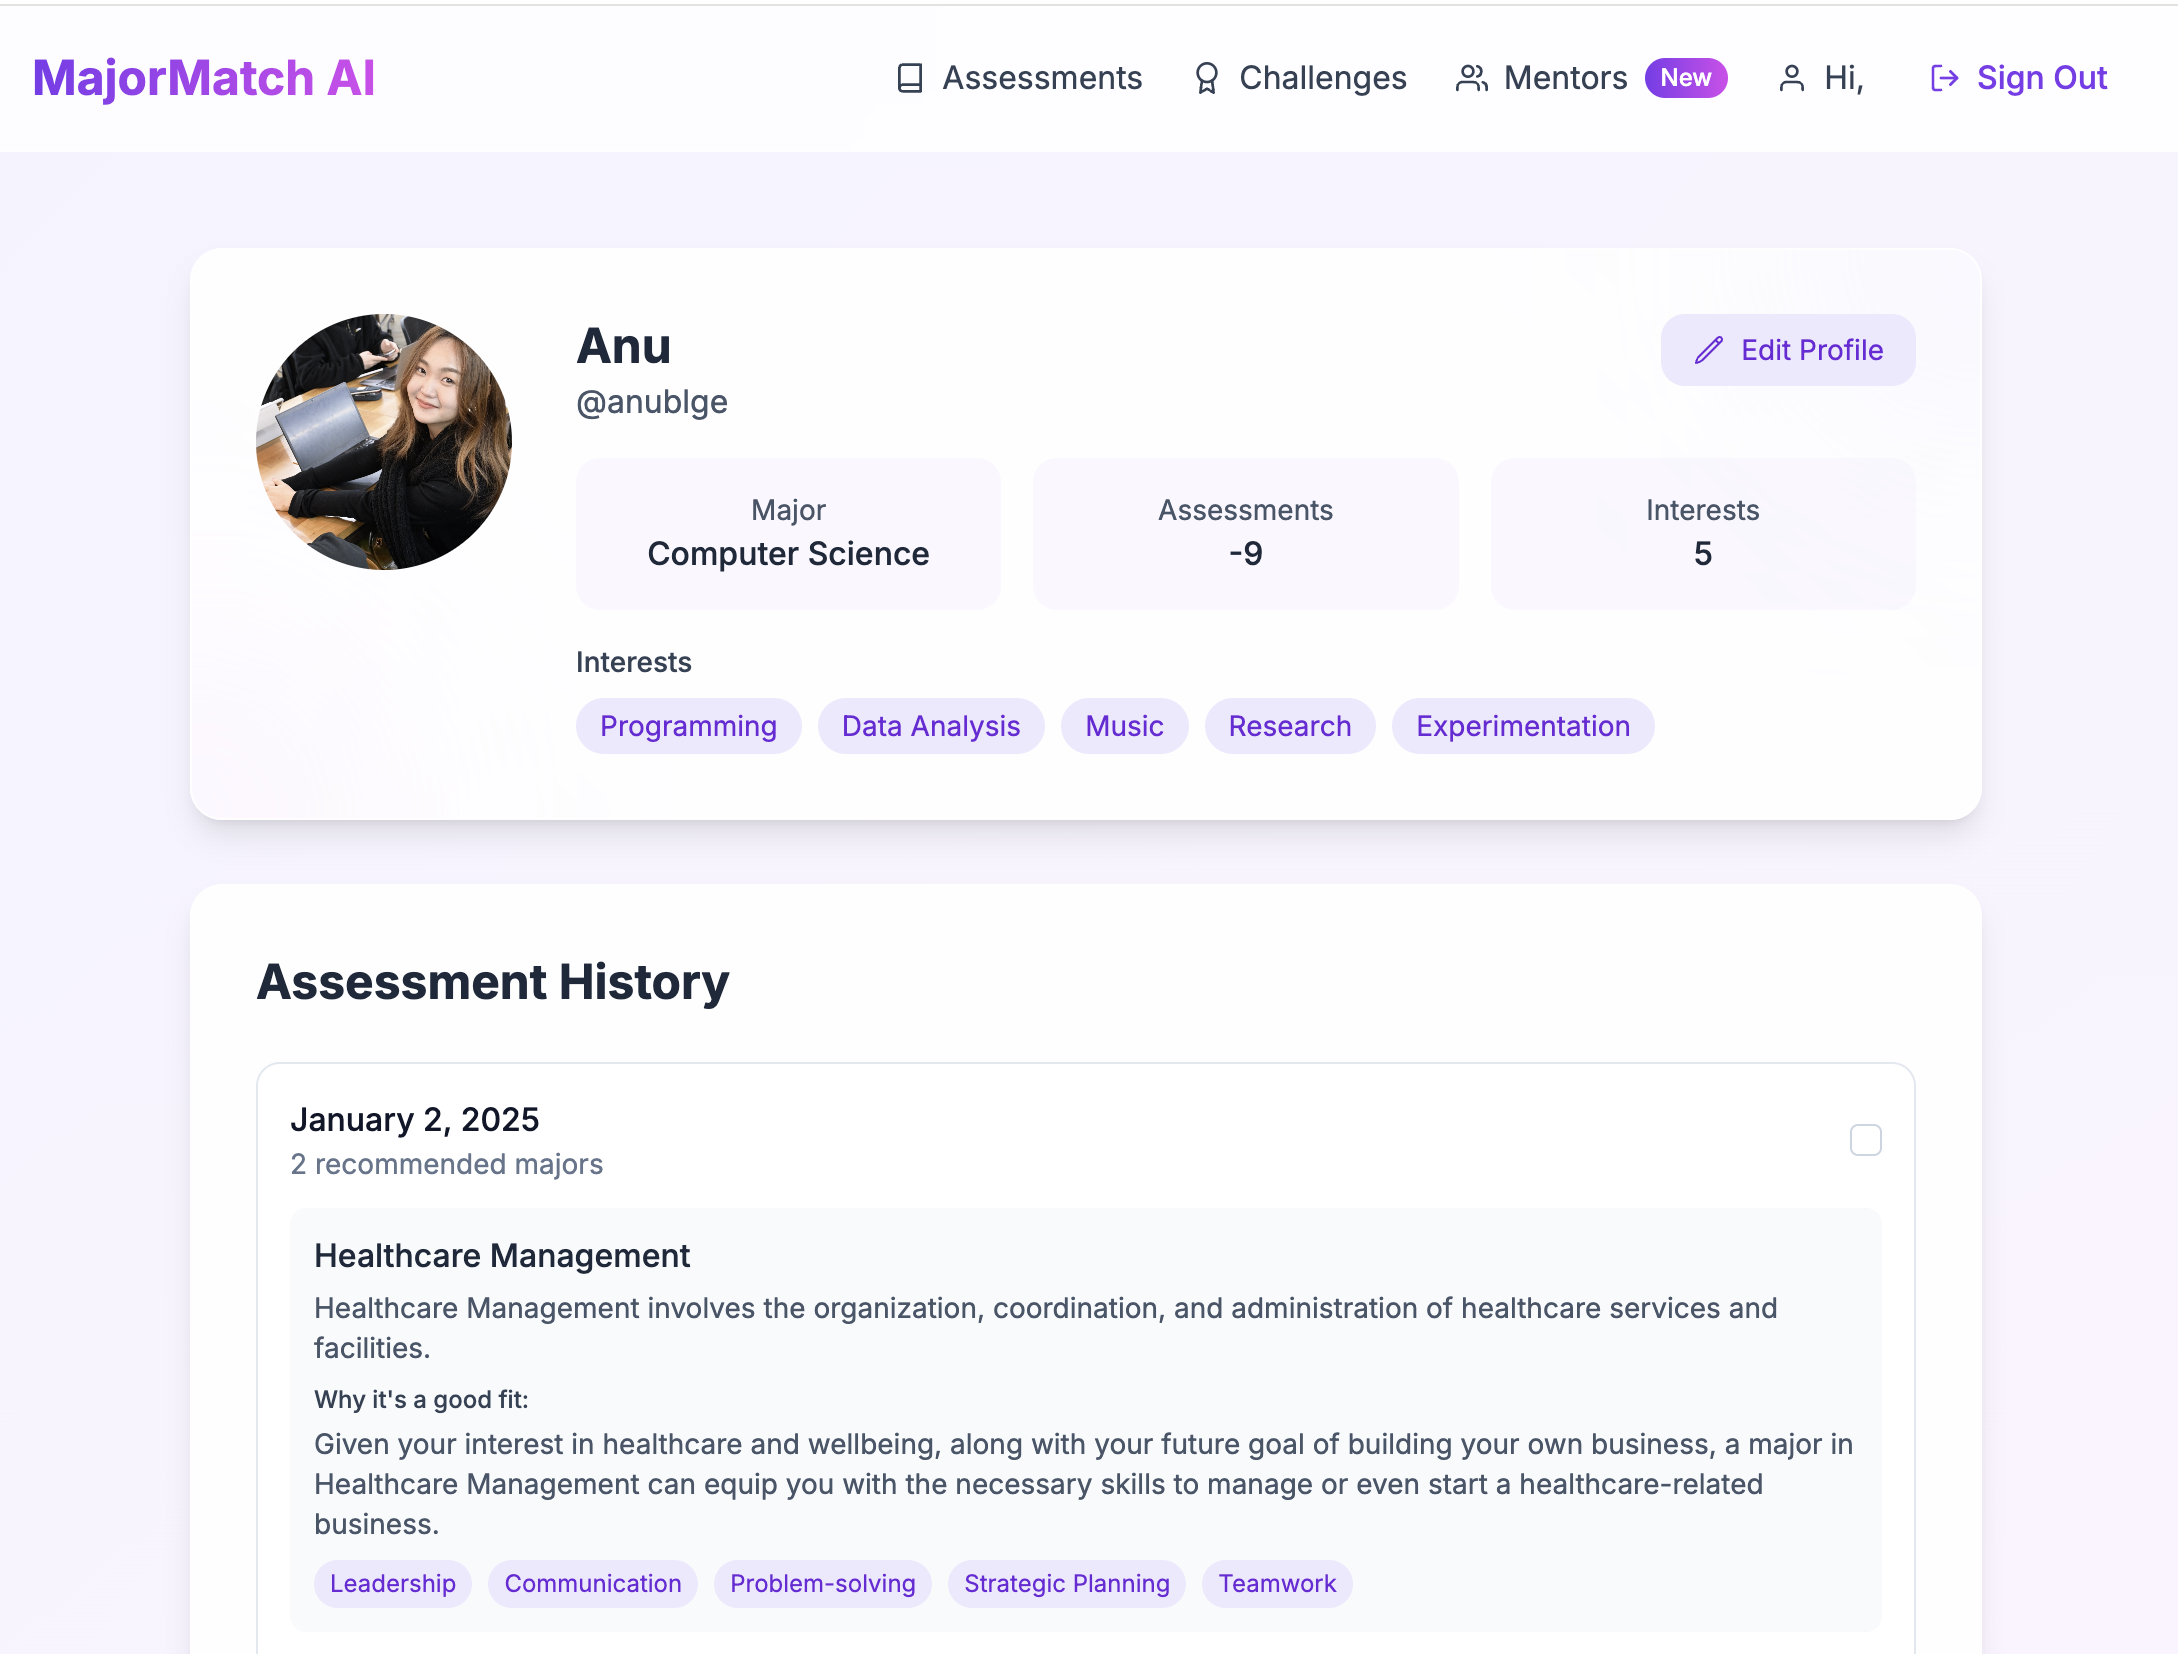 MajorMatch AI
Assessments
Challenges
Mentors
New
Hi,
Sign Out
Anu
@anublge
Edit Profile
Major
Computer Science
Assessments
-9
Interests
5
Interests
Programming
Data Analysis
Music
Research
Experimentation
Assessment History
January 2, 2025
2 recommended majors
Healthcare Management
Healthcare Management involves the organization, coordination, and administration of healthcare services and
facilities.
Why it's a good fit:
Given your interest in healthcare and wellbeing, along with your future goal of building your own business, a major in
Healthcare Management can equip you with the necessary skills to manage or even start a healthcare-related
business.
Leadership
Communication
Problem-solving
Strategic Planning
Teamwork